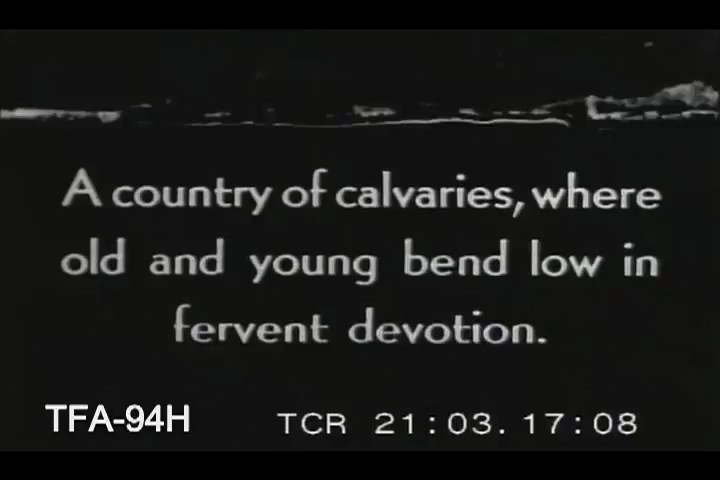 A country of calvaries, where
old and young bend low in
fervent devotion.
TFA-94H TCR 21:03.17:08